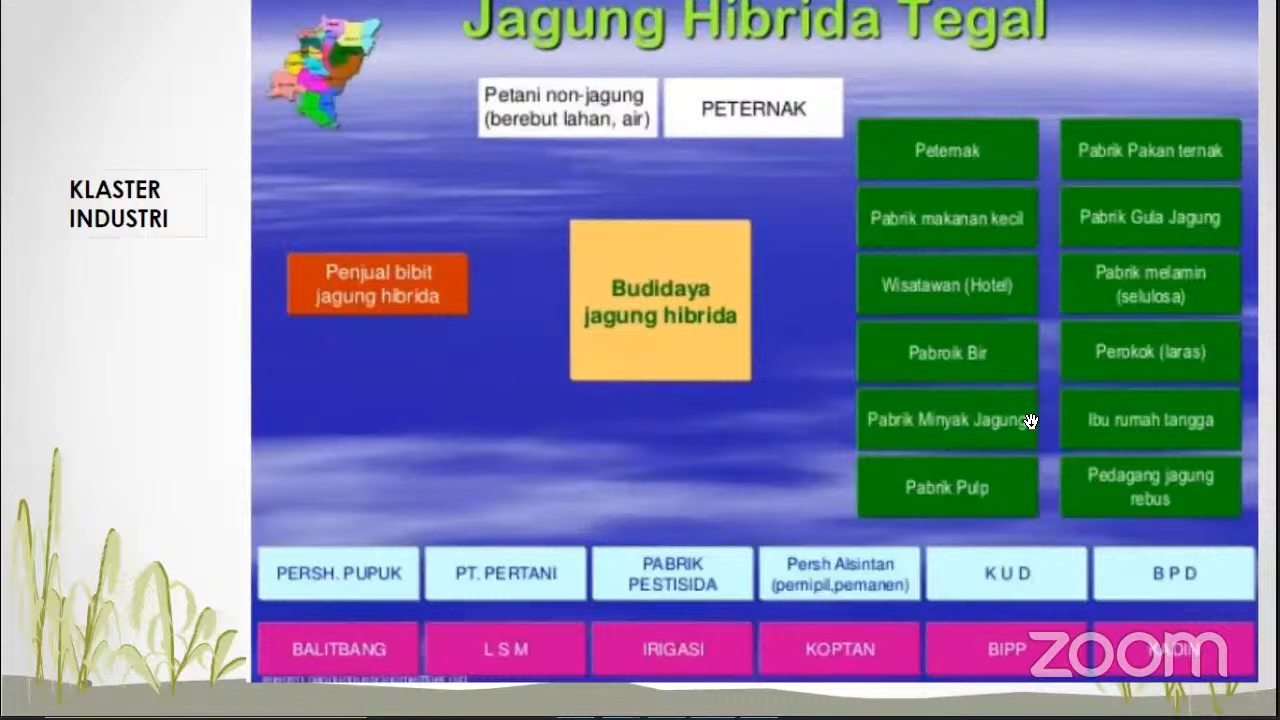 Jagung Hibrida Tegal
KLASTER
INDUSTRI
Petani non-jagung
(berebut lahan, air)
PETERNAK
Penjual bibit
jagung hibrida
Budidaya
jagung hibrida
Peternak
Pabrik Pakan ternak
Pabrik makanan kecil
Pabrik Gula Jagung
Wisatawan (Hotel)
Pabrik melamin
(selulosa)
Pabroik Bir
Perokok (laras)
Pabrik Minyak Jagung
Ibu rumah tangga
Pabrik Pulp
Pedagang jagung
rebus
PERSH. PUPUK
PT. PERTANI
PABRIK
PESTISIDA
Persh Alsintan
(pemipil,pemanen)
K U D
B P D
BALITBANG
L S M
IRIGASI
KOPTAN
BIPP
KADIN
zoom